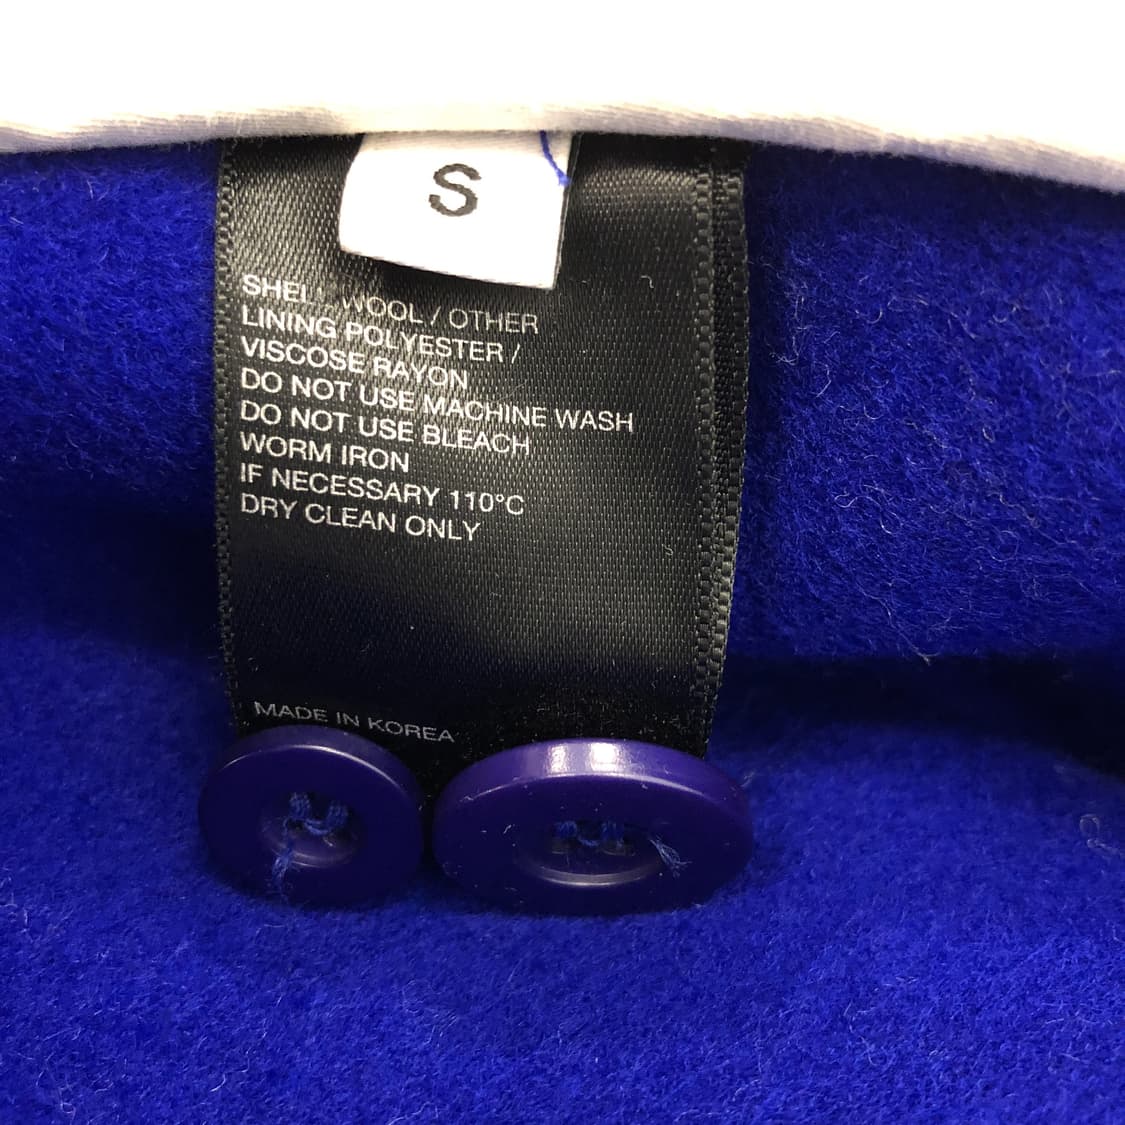 S
SHEL WOOL / OTHER
LINING POLYESTER /
VISCOSE RAYON
DO NOT USE MACHINE WASH
DO NOT USE BLEACH
WORM IRON
IF NECESSARY 110°C
DRY CLEAN ONLY
MADE IN KOREA